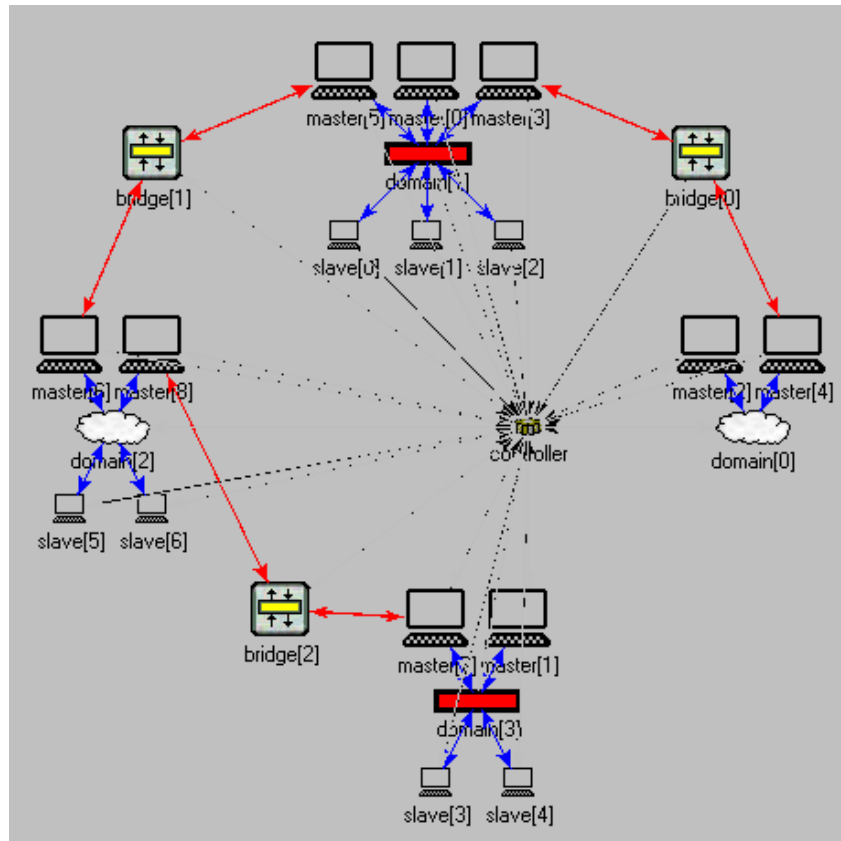 master[5] master[0] master[3]
bridge[1]
domain[1]
bridge[0]
slave[0] slave[1] slave[2]
master[6] master[8]
master[2] master[4]
domain[2]
controller
domain[0]
slave[5] slave[6]
bridge[2]
master[1]
domain[3]
slave[3] slave[4]